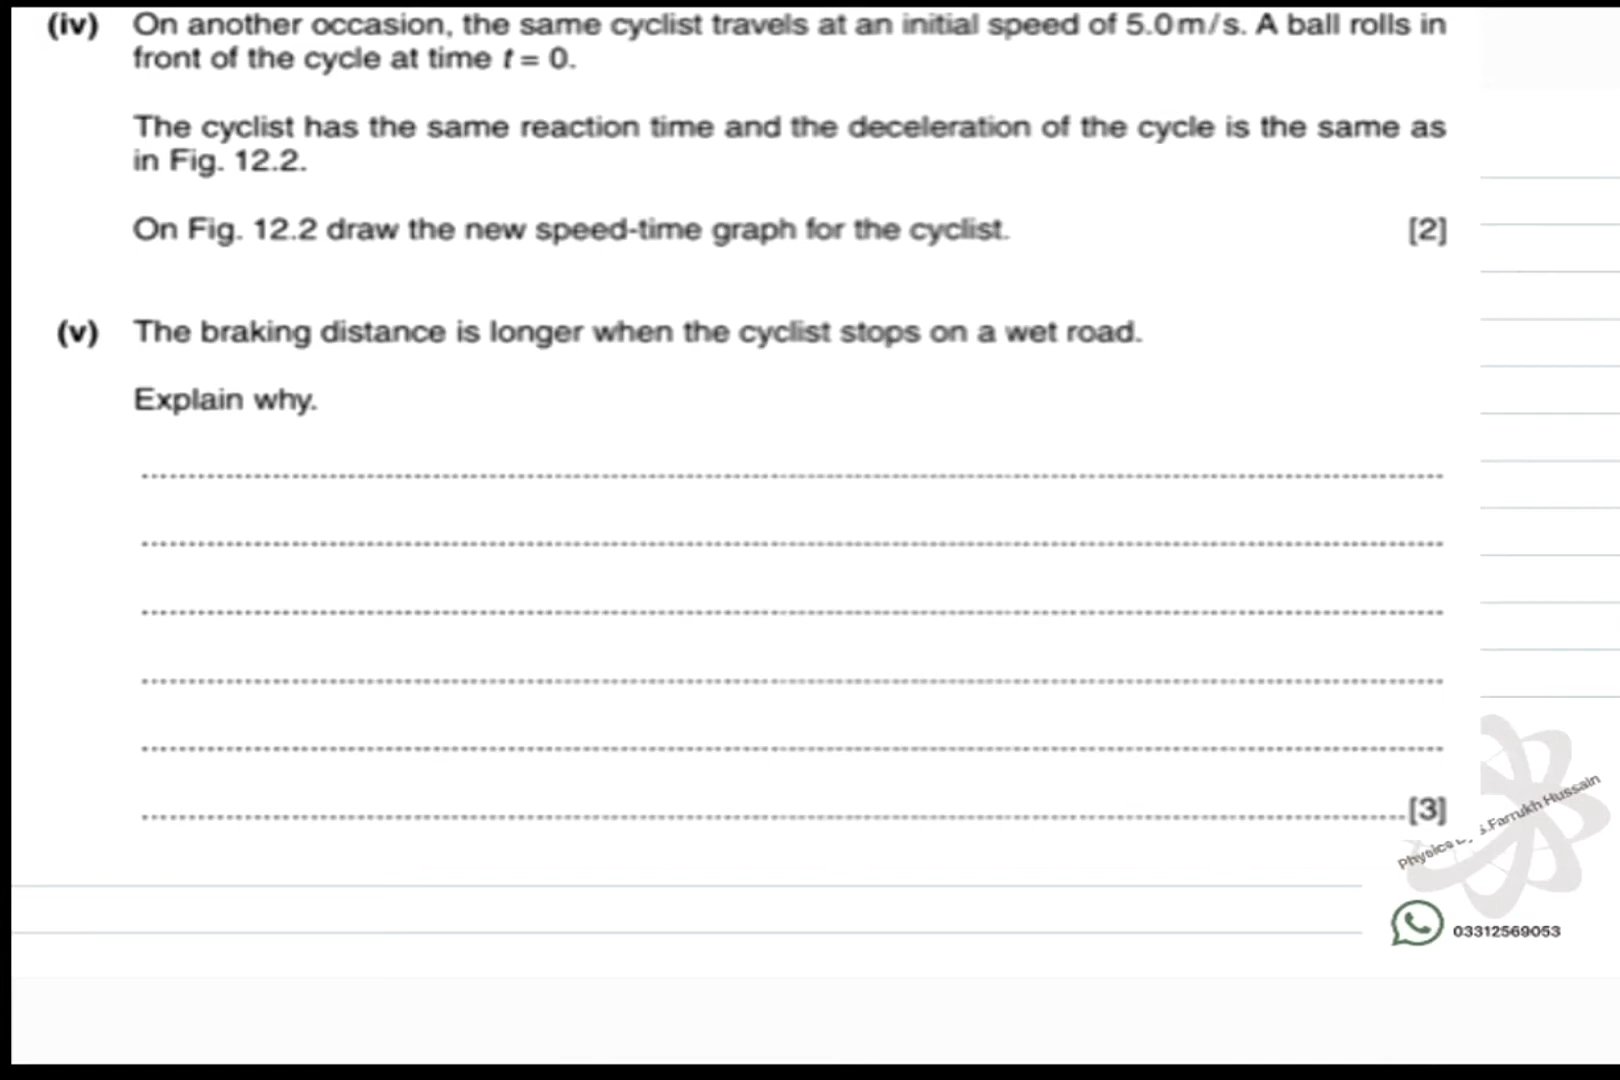 (iv) On another occasion, the same cyclist travels at an initial speed of 5.0 m/s. A ball rolls in
front of the cycle at time t = 0.
The cyclist has the same reaction time and the deceleration of the cycle is the same as
in Fig. 12.2.
On Fig. 12.2 draw the new speed-time graph for the cyclist. [2]
(v) The braking distance is longer when the cyclist stops on a wet road.
Explain why.
[3]
Physics S.Farrukh Hussain
03312569053